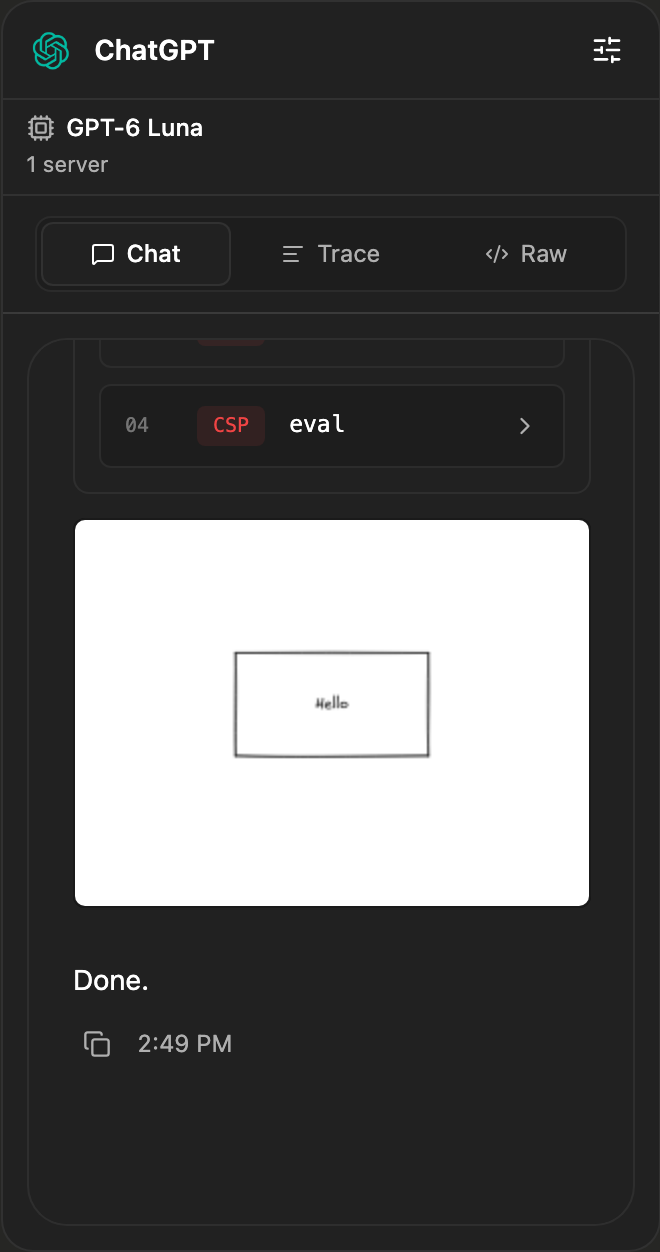 ChatGPT
GPT-6 Luna
1 server
Chat
Trace
Raw
04
CSP
eval
Hello
Done.
2:49 PM